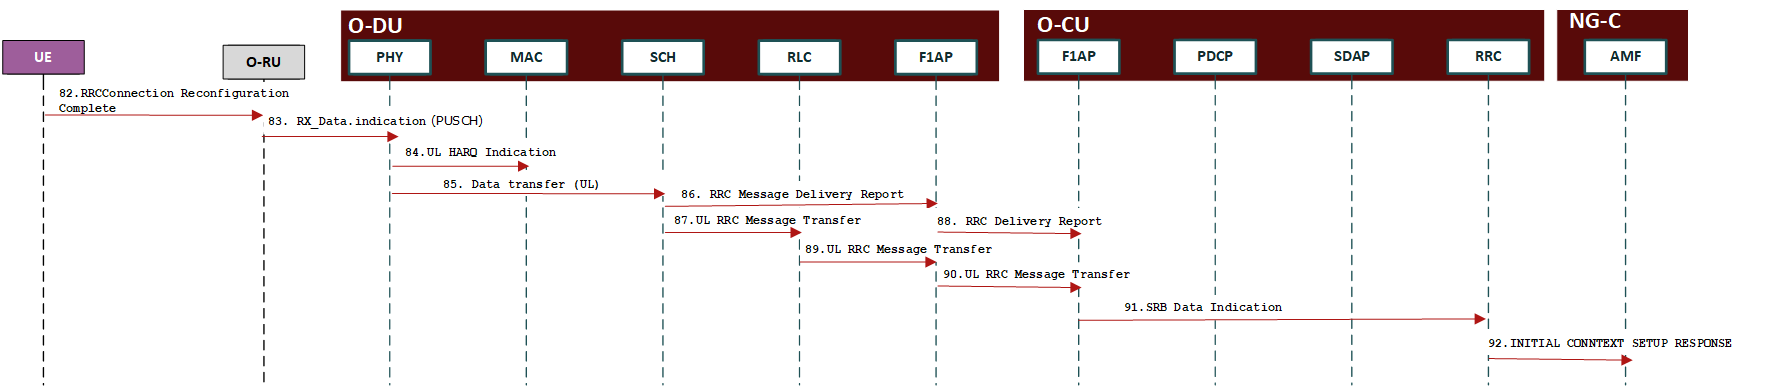 O-DU
O-CU
NG-C
UE
O-RU
PHY
MAC
SCH
RLC
F1AP
F1AP
PDCP
SDAP
RRC
AMF
82.RRCConnection Reconfiguration
Complete
83. RX_Data.indication (PUSCH)
84.UL HARQ Indication
85. Data transfer (UL)
86. RRC Message Delivery Report
87.UL RRC Message Transfer
88. RRC Delivery Report
89.UL RRC Message Transfer
90.UL RRC Message Transfer
91.SRB Data Indication
92.INITIAL CONNTEXT SETUP RESPONSE